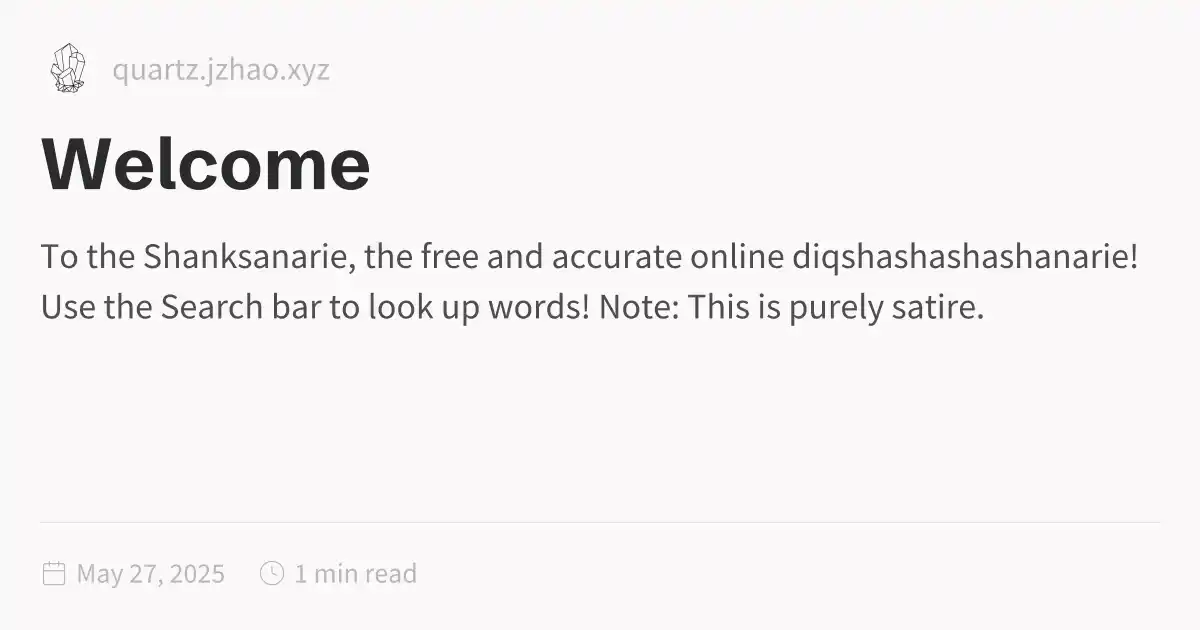 quartz.jzhao.xyz
Welcome
To the Shanksanarie, the free and accurate online diqshashashashanarie!
Use the Search bar to look up words! Note: This is purely satire.
May 27, 2025 1 min read